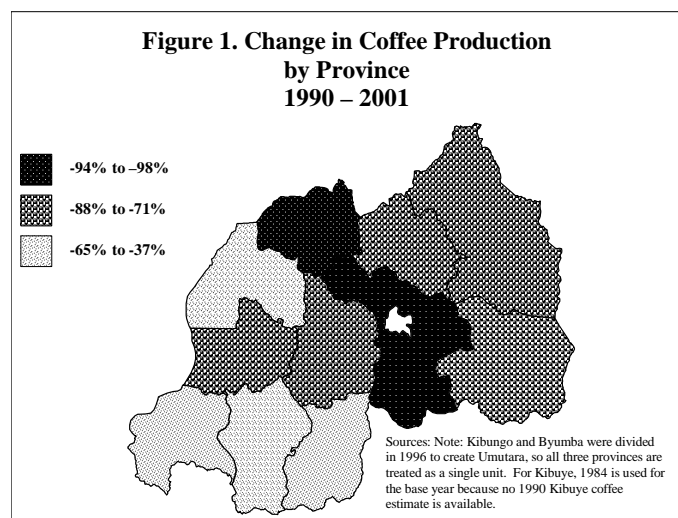 Figure 1. Change in Coffee Production
by Province
1990 – 2001
-94% to –98%
-88% to -71%
-65% to -37%
Sources: Note: Kibungo and Byumba were divided
in 1996 to create Umutara, so all three provinces are
treated as a single unit.  For Kibuye, 1984 is used for
the base year because no 1990 Kibuye coffee
estimate is available.